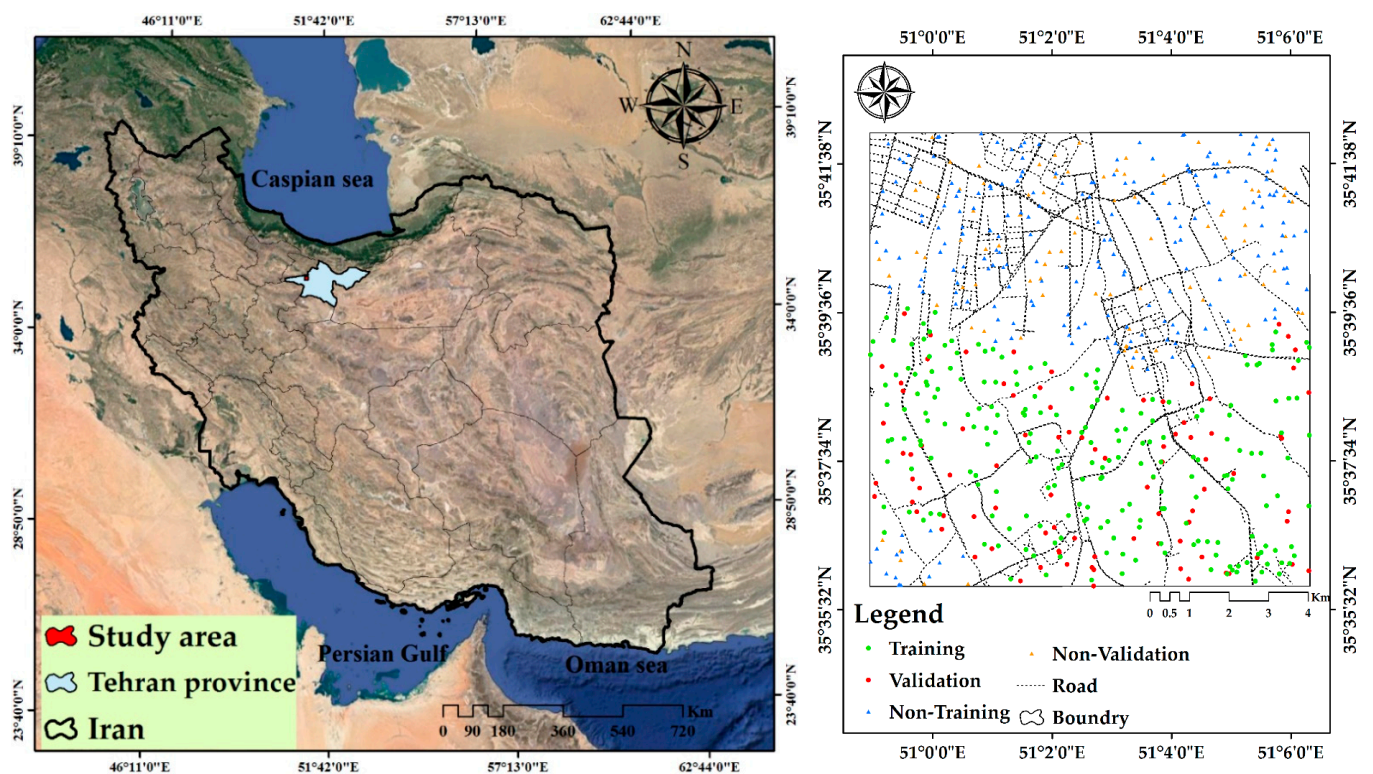 46°11'0"E 51°42'0"E 57°13'0"E 62°44'0"E
39°10'0"N
34°0'0"N
28°50'0"N
23°40'0"N
39°10'0"N
34°0'0"N
28°50'0"N
23°40'0"N
N
W E
S
Caspian sea
Persian Gulf
Oman sea
Study area
Tehran province
Iran
Km
0 90 180 360 540 720
46°11'0"E 51°42'0"E 57°13'0"E 62°44'0"E
51°0'0"E 51°2'0"E 51°4'0"E 51°6'0"E
35°41'38"N
35°39'36"N
35°37'34"N
35°35'32"N
35°41'38"N
35°39'36"N
35°37'34"N
35°35'32"N
Km
0 0.5 1 2 3 4
Legend
Training
Validation
Non-Training
Non-Validation
Road
Boundry
51°0'0"E 51°2'0"E 51°4'0"E 51°6'0"E